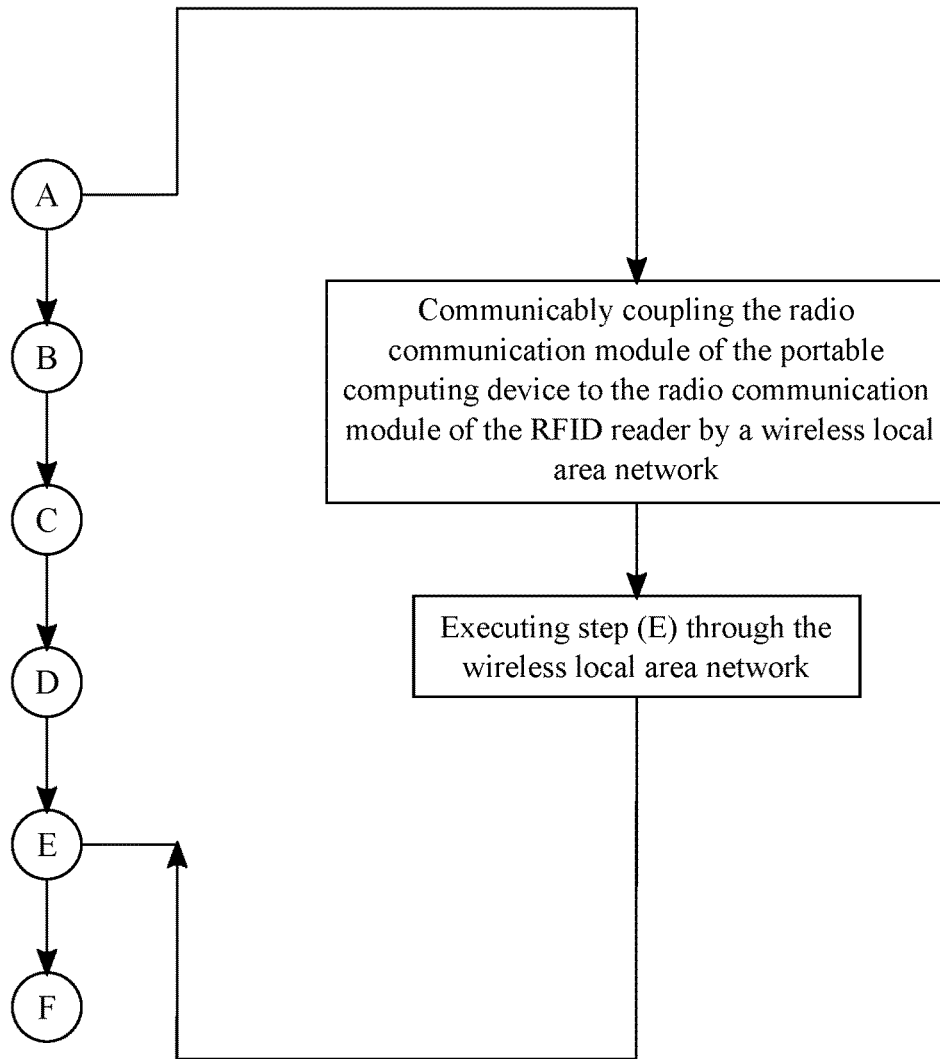 A
B
Communicably coupling the radio
communication module of the portable
computing device to the radio communication
module of the RFID reader by a wireless local
area network
C
Executing step (E) through the
wireless local area network
D
E
F